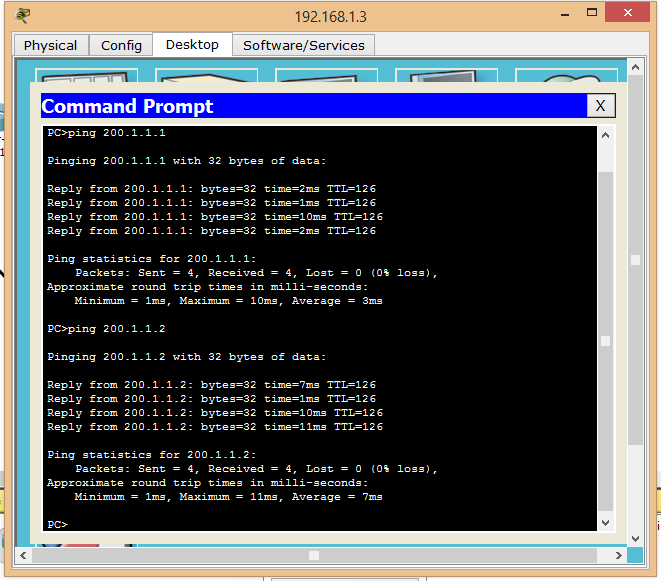 192.168.1.3
Physical Config Desktop Software/Services
Command Prompt X
PC>ping 200.1.1.1
Pinging 200.1.1.1 with 32 bytes of data:
Reply from 200.1.1.1: bytes=32 time=2ms TTL=126
Reply from 200.1.1.1: bytes=32 time=1ms TTL=126
Reply from 200.1.1.1: bytes=32 time=10ms TTL=126
Reply from 200.1.1.1: bytes=32 time=2ms TTL=126
Ping statistics for 200.1.1.1:
Packets: Sent = 4, Received = 4, Lost = 0 (0% loss),
Approximate round trip times in milli-seconds:
Minimum = 1ms, Maximum = 10ms, Average = 3ms
PC>ping 200.1.1.2
Pinging 200.1.1.2 with 32 bytes of data:
Reply from 200.1.1.2: bytes=32 time=7ms TTL=126
Reply from 200.1.1.2: bytes=32 time=1ms TTL=126
Reply from 200.1.1.2: bytes=32 time=10ms TTL=126
Reply from 200.1.1.2: bytes=32 time=11ms TTL=126
Ping statistics for 200.1.1.2:
Packets: Sent = 4, Received = 4, Lost = 0 (0% loss),
Approximate round trip times in milli-seconds:
Minimum = 1ms, Maximum = 11ms, Average = 7ms
PC>